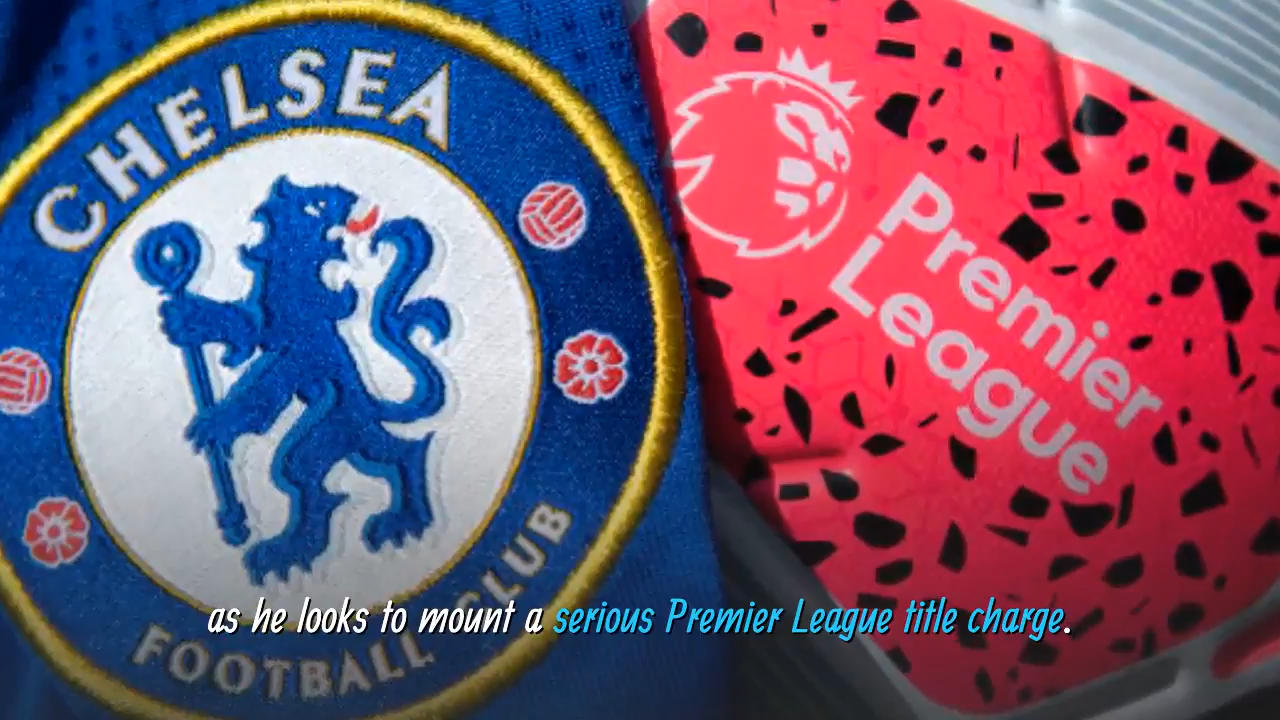 CHELSEA
FOOTBALL CLUB
Premier
League
as he looks to mount a serious Premier League title charge.